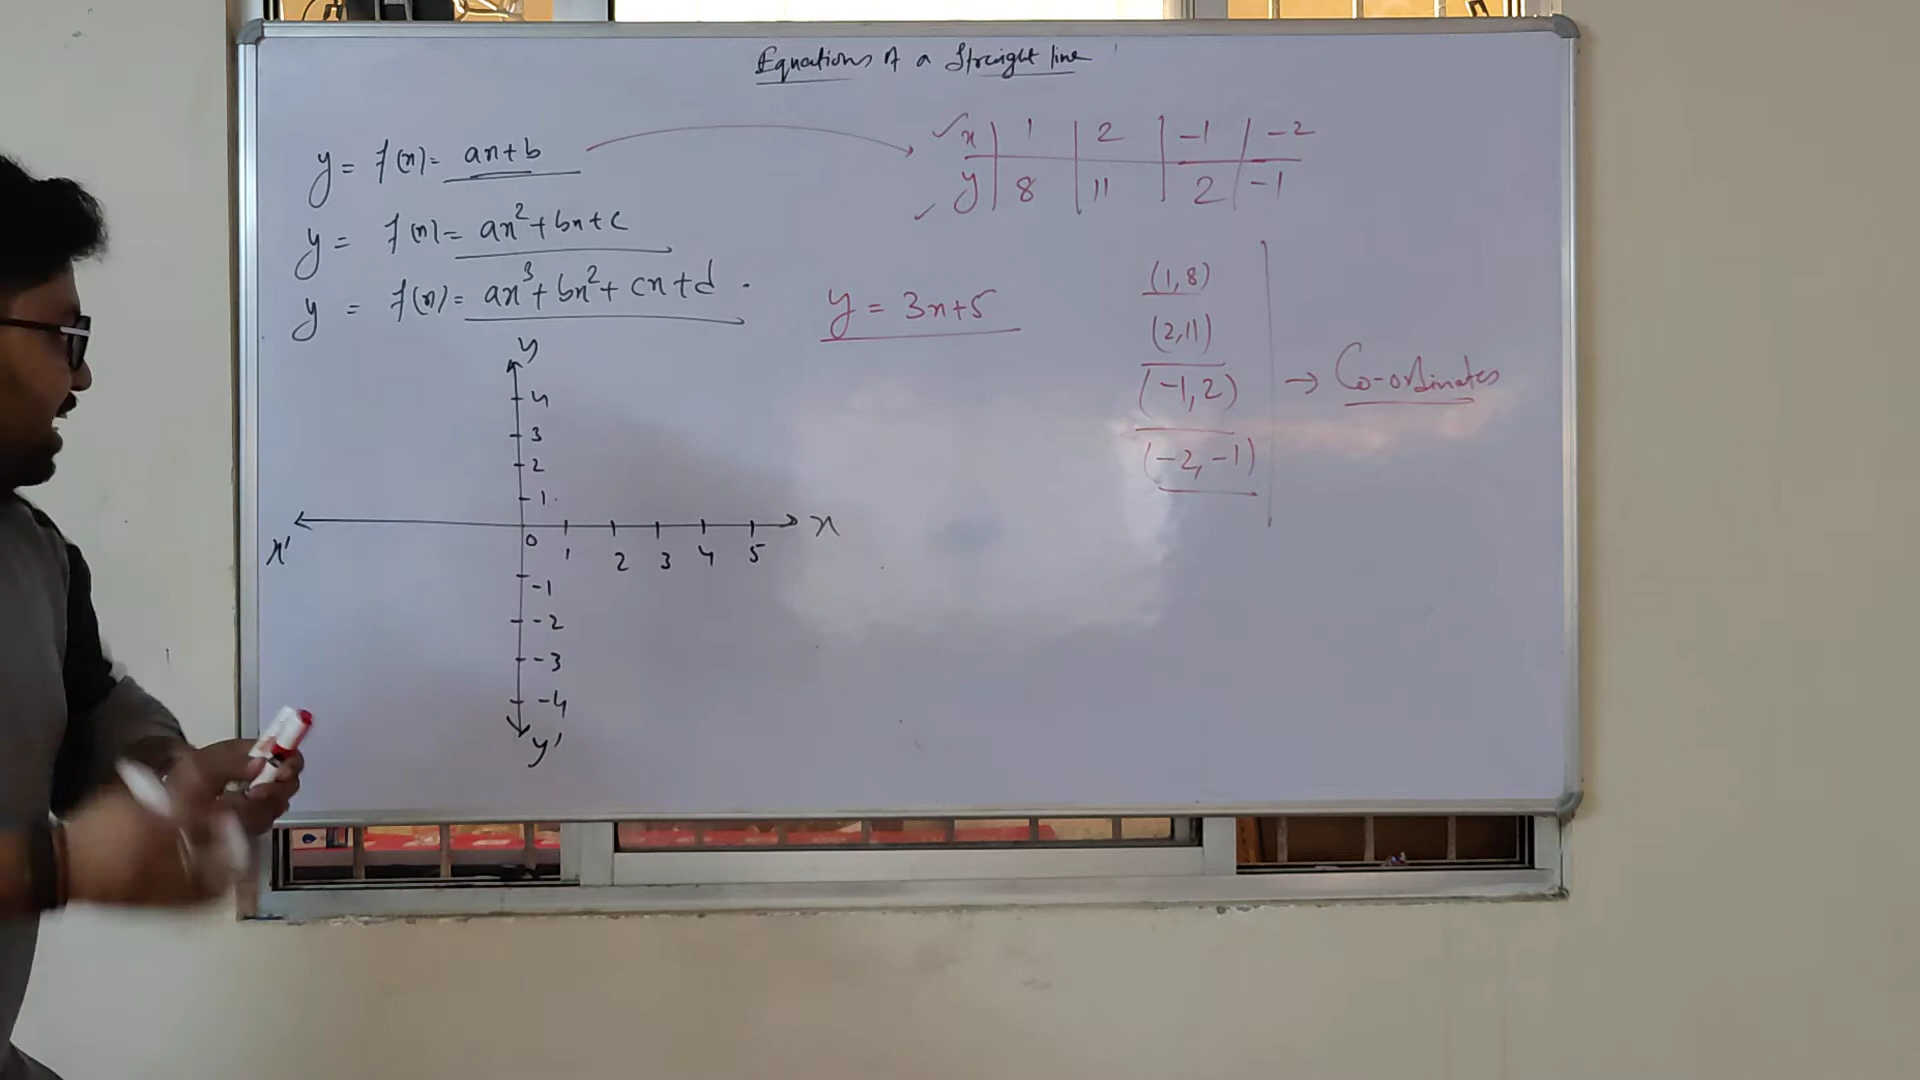 Equations of a Straight line
y = f(x) = ax+b
y = f(x) = ax²+bx+c
y = f(x) = ax³+bx²+cx+d.
✓x | 1 | 2 | -1 | -2
✓y | 8 | 11 | 2 | -1
y = 3x+5
(1,8)
(2,11)
(-1,2)
(-2,-1)
→ Co-ordinates
y
4
3
2
1
x' 0 1 2 3 4 5 x
-1
-2
-3
-4
y'